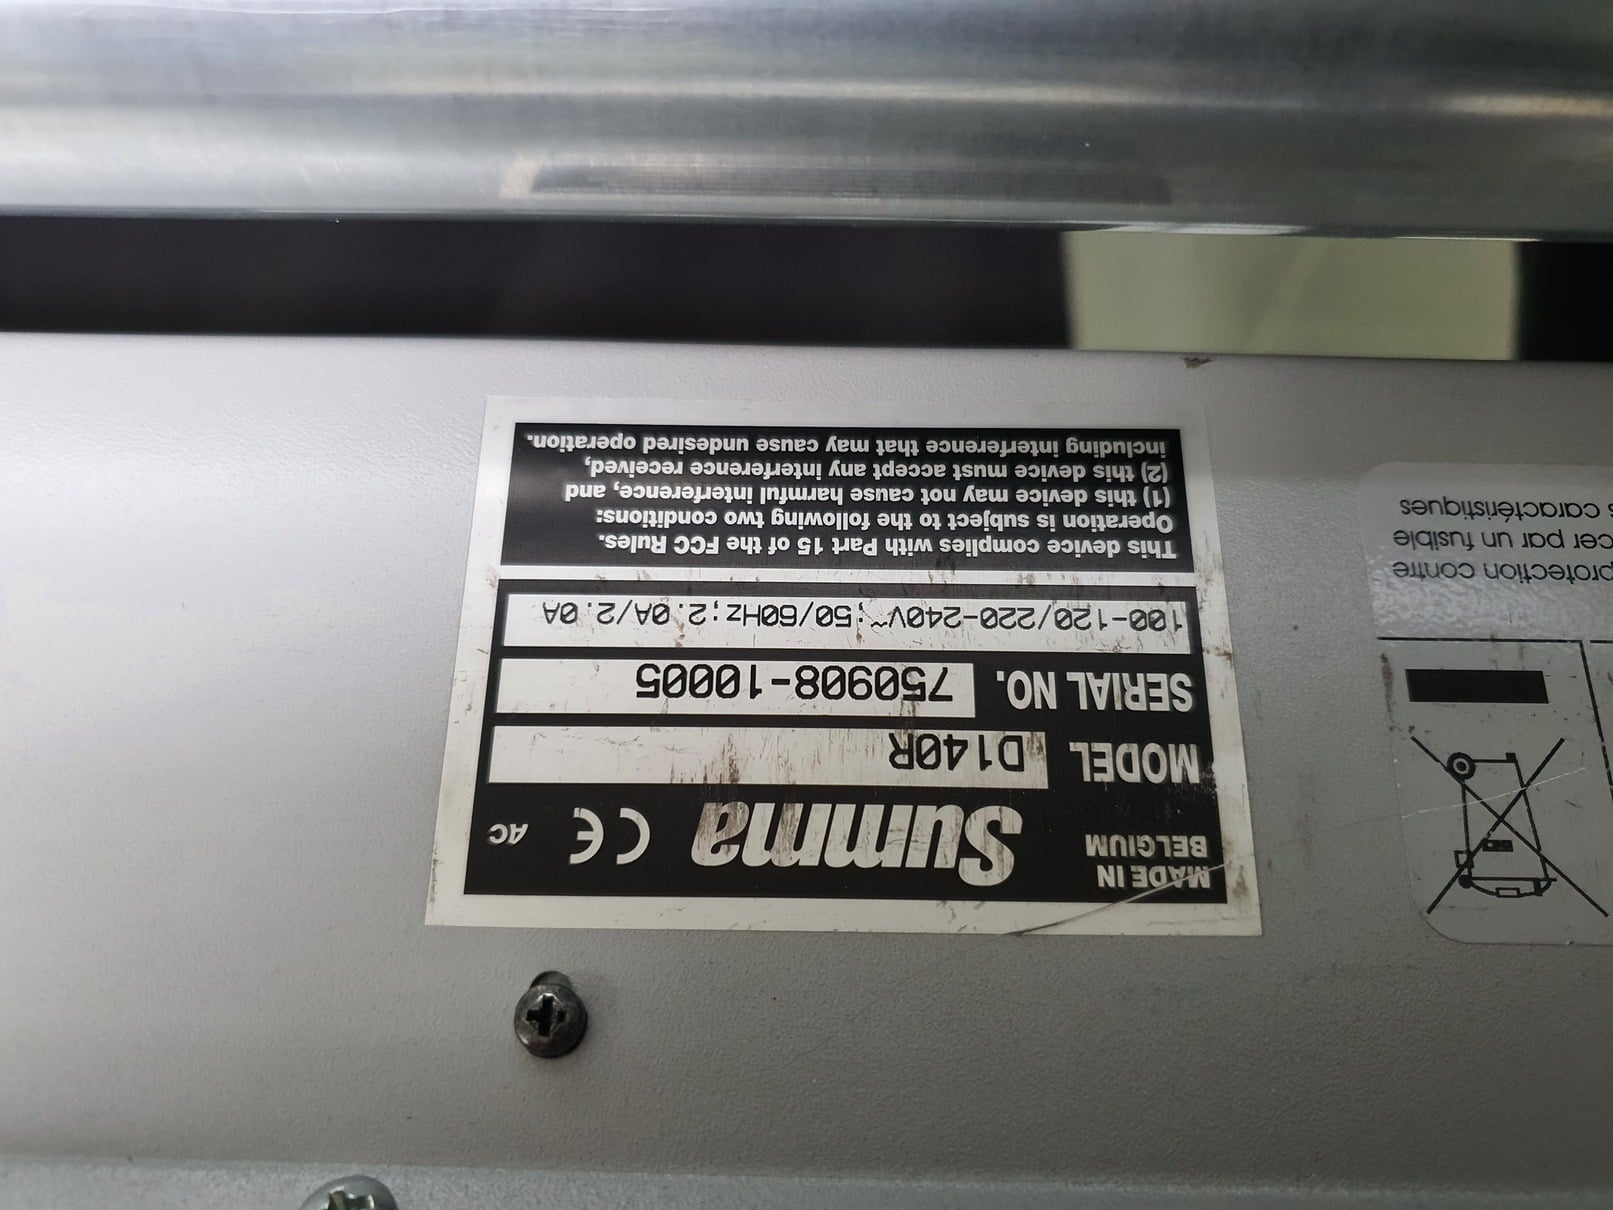 MADE IN
BELGIUM
Summa
CE
AC
MODEL D140R
SERIAL NO. 750908-10005
100-120/220-240V~;50/60Hz;2.0A/2.0A
This device complies with Part 15 of the FCC Rules.
Operation is subject to the following two conditions:
(1) this device may not cause harmful interference, and
(2) this device must accept any interference received,
including interference that may cause undesired operation.
protection contre
par un fusible
caractéristiques